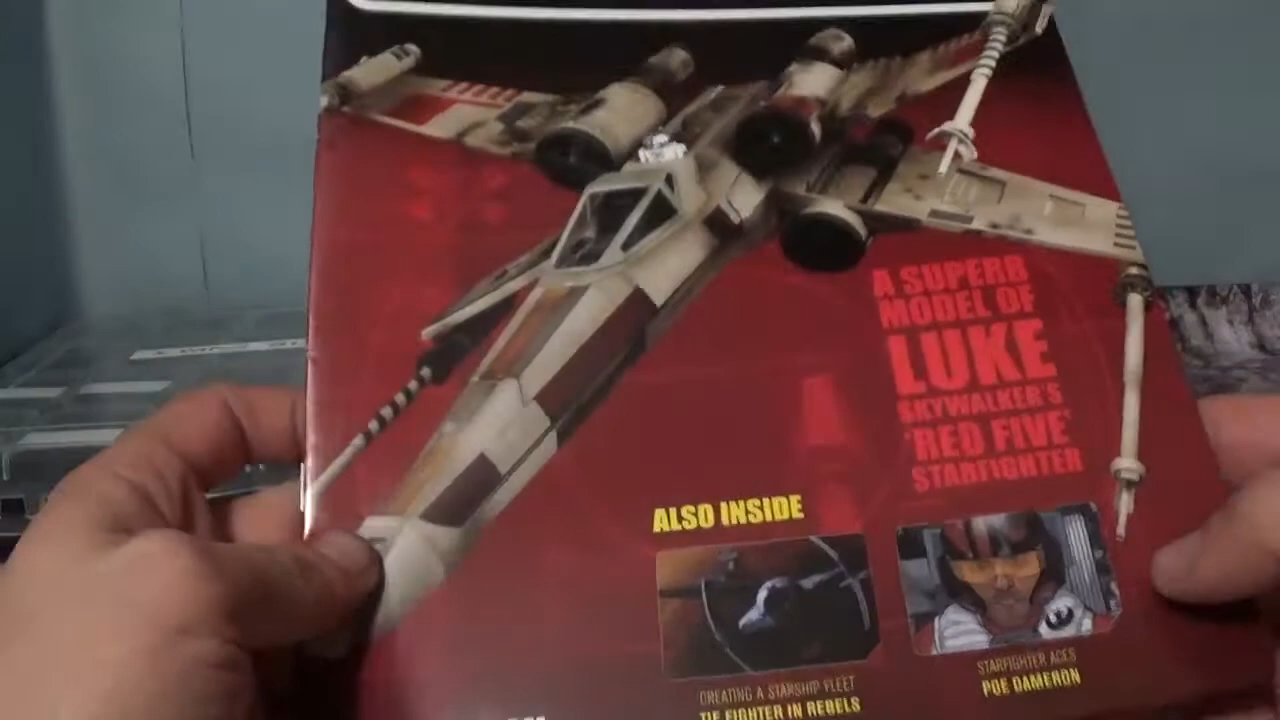 A SUPERB
MODEL OF
LUKE
SKYWALKER'S
'RED FIVE'
STARFIGHTER
ALSO INSIDE
CREATING A STARSHIP FLEET
TIE FIGHTER IN REBELS
STARFIGHTER ACES
POE DAMERON